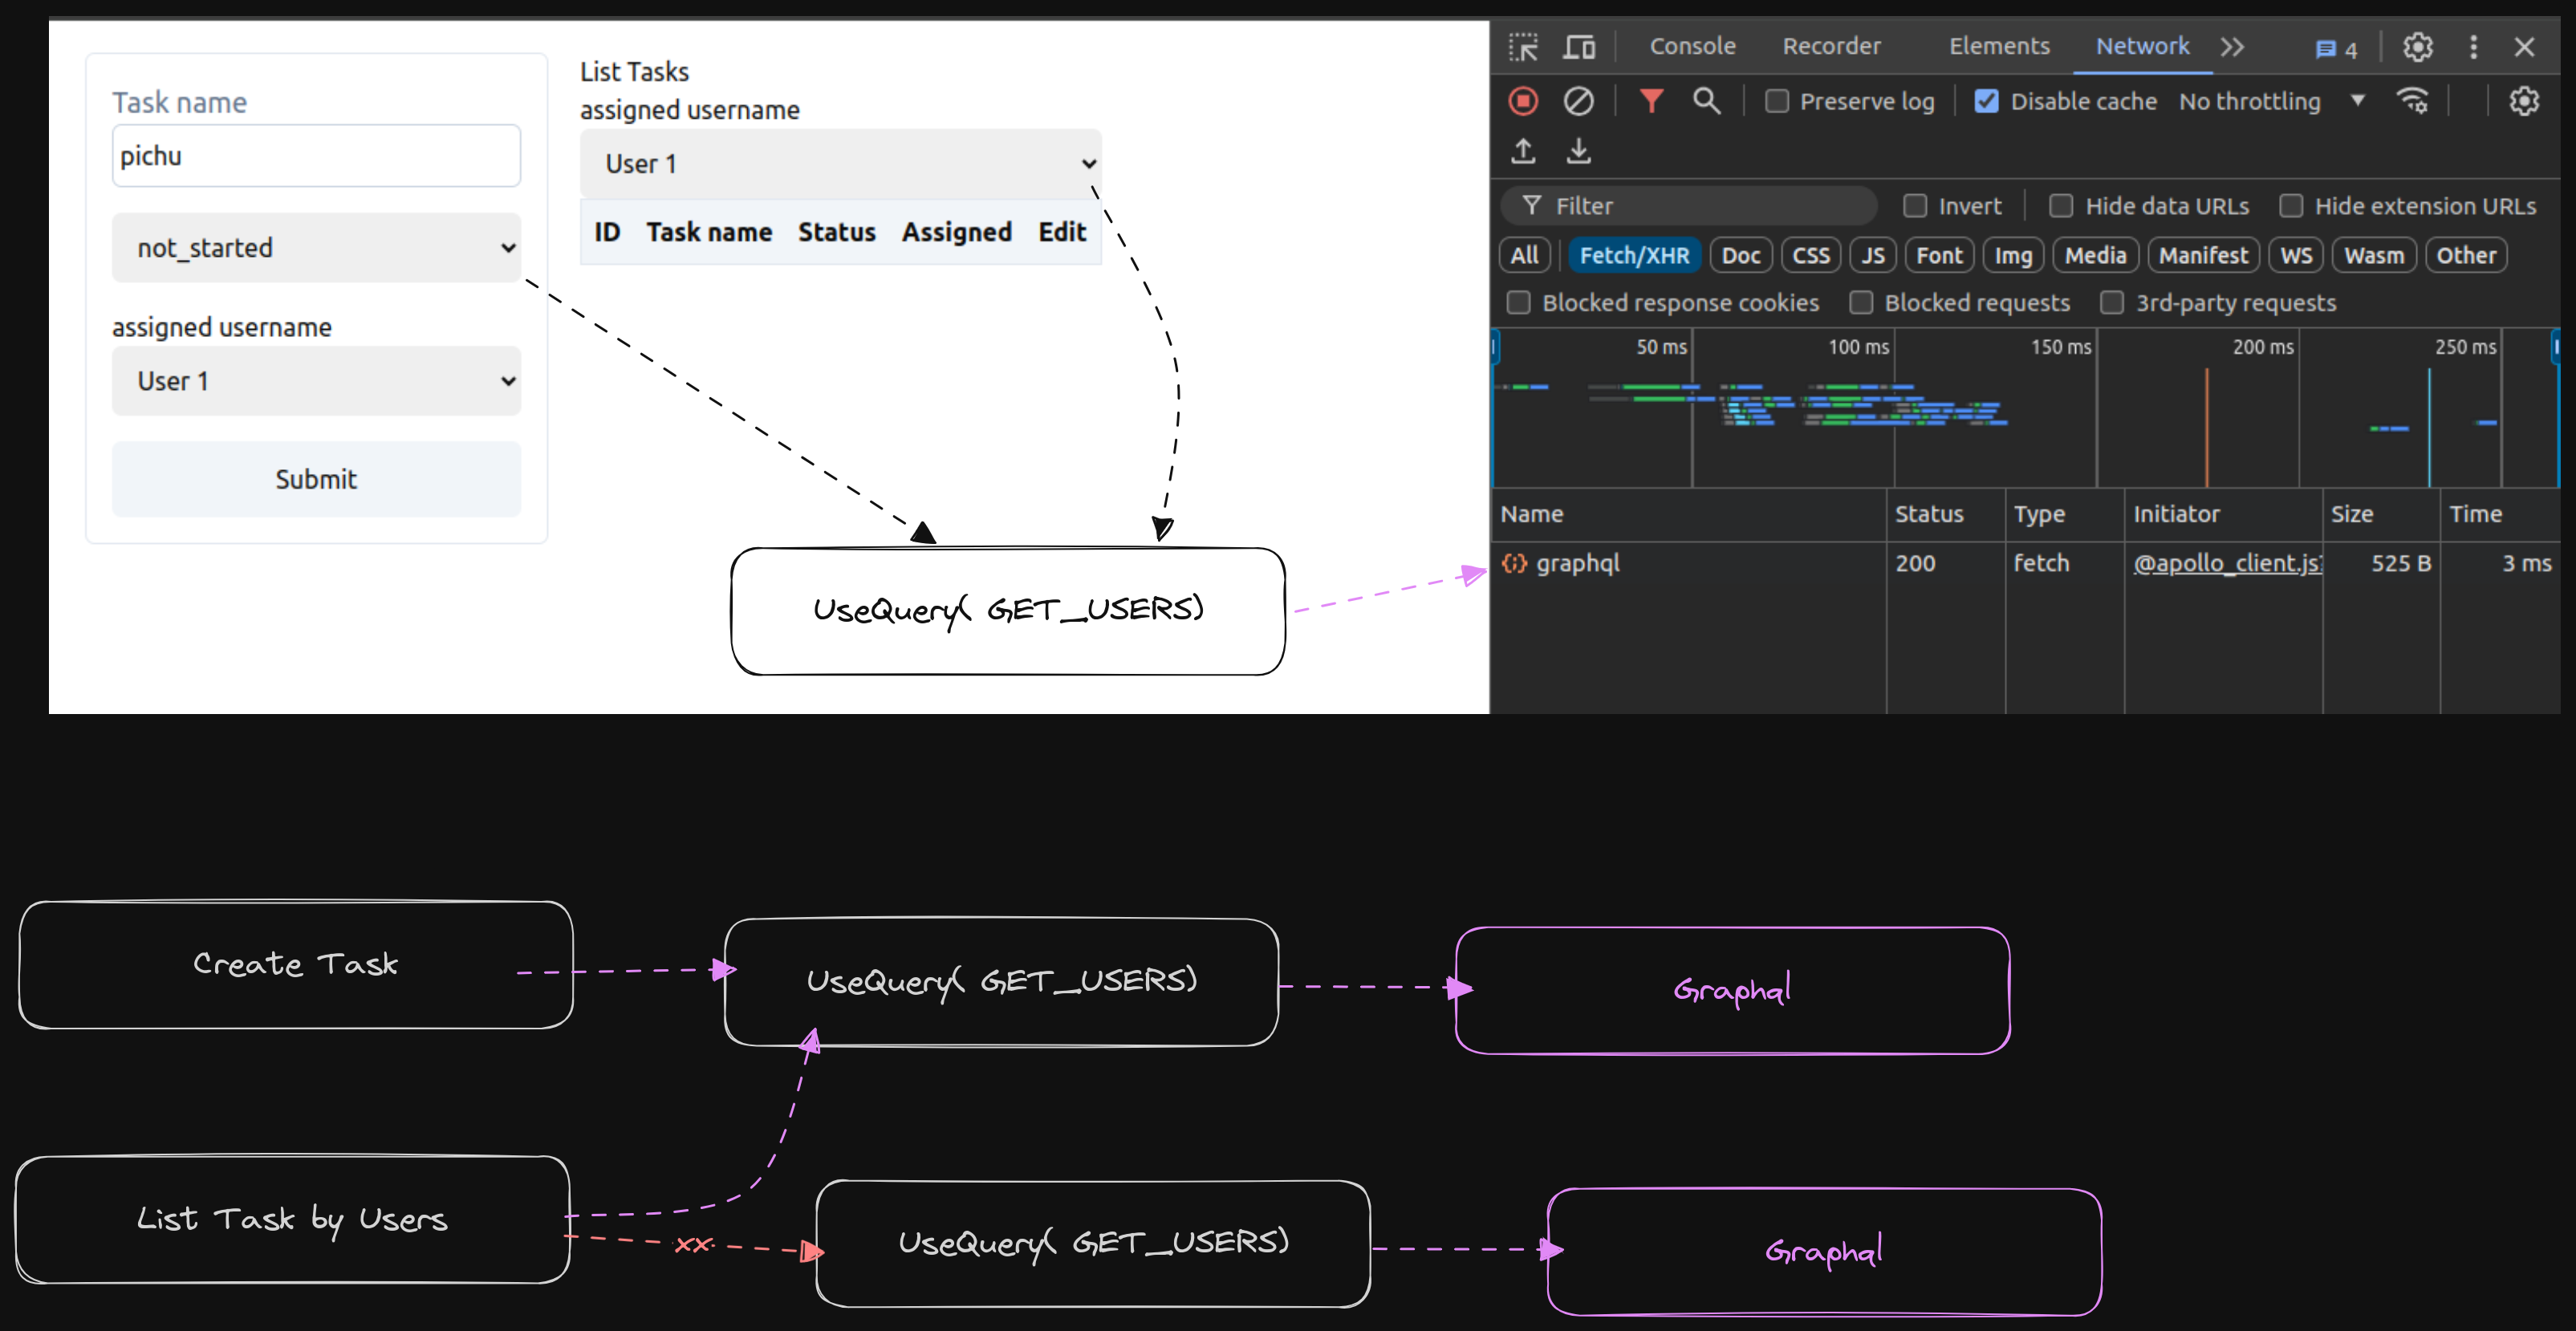 Task name
pichu
not_started
assigned username
User 1
Submit
List Tasks
assigned username
User 1
ID Task name Status Assigned Edit
UseQuery( GET_USERS)
Console Recorder Elements Network 4
Preserve log Disable cache No throttling
Filter Invert Hide data URLs Hide extension URLs
All Fetch/XHR Doc CSS JS Font Img Media Manifest WS Wasm Other
Blocked response cookies Blocked requests 3rd-party requests
50 ms 100 ms 150 ms 200 ms 250 ms
Name Status Type Initiator Size Time
graphql 200 fetch @apollo_client.js? 525 B 3 ms
Create Task
UseQuery( GET_USERS)
Graphql
List Task by Users
xx
UseQuery( GET_USERS)
Graphql